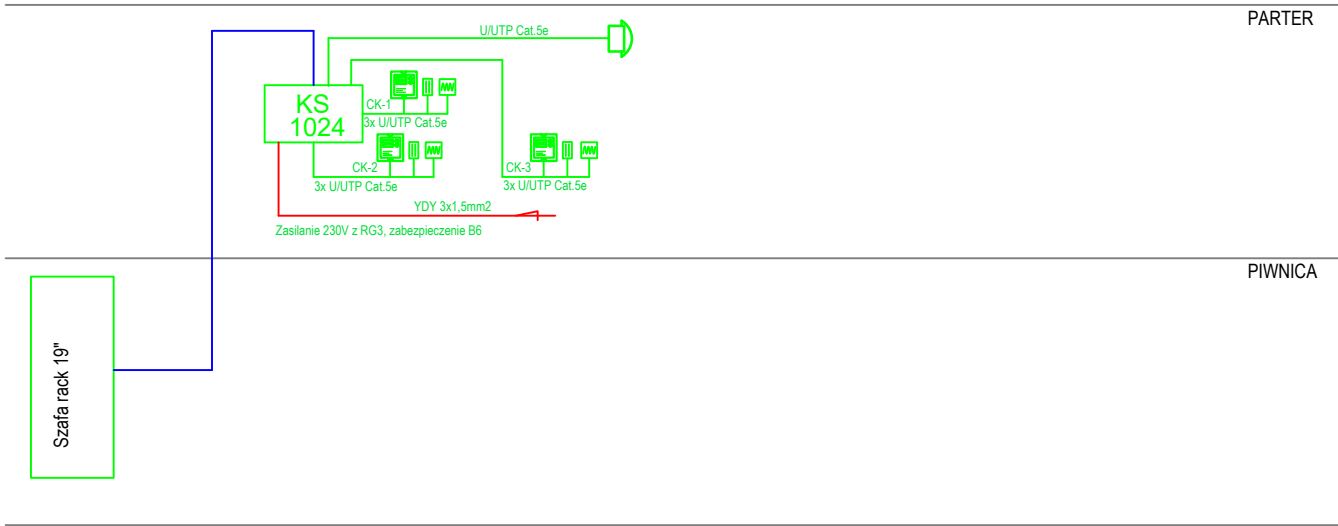 PARTER
U/UTP Cat.5e
KS
1024
CK-1
3x U/UTP Cat.5e
CK-2
3x U/UTP Cat.5e
CK-3
3x U/UTP Cat.5e
YDY 3x1,5mm2
Zasilanie 230V z RG3, zabezpieczenie B6
PIWNICA
Szafa rack 19"